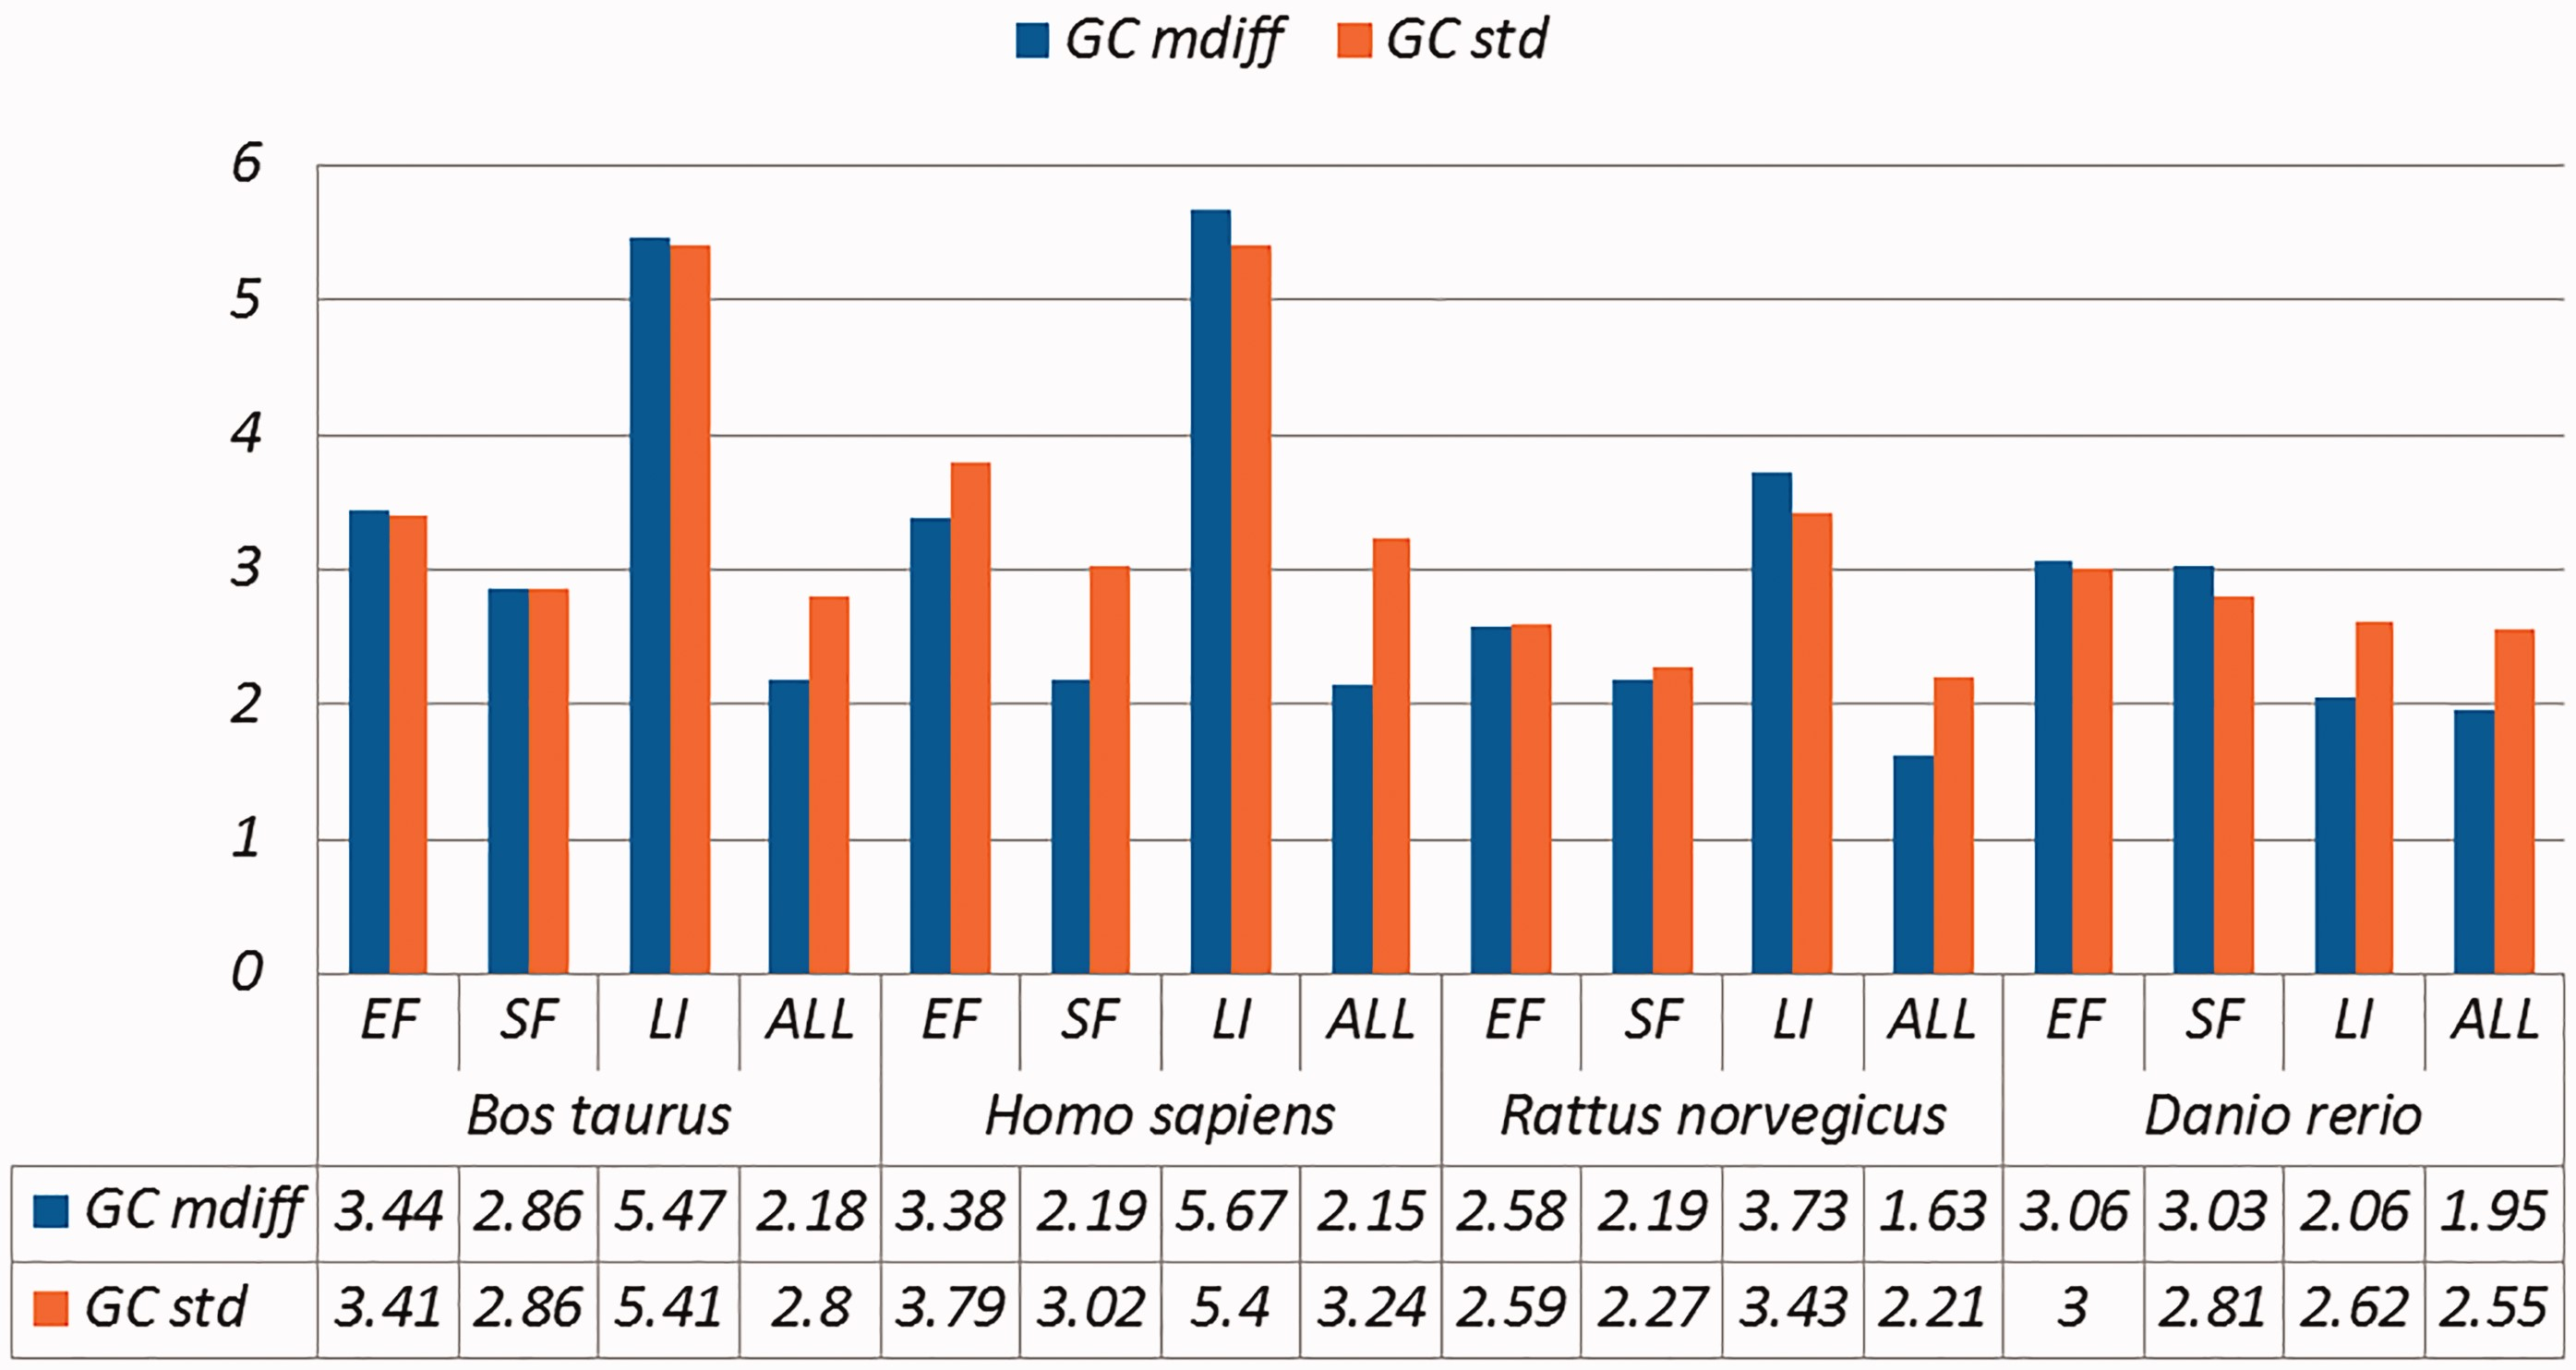 GC mdiff GC std
6
5
4
3
2
1
0
EF SF LI ALL EF SF LI ALL EF SF LI ALL EF SF LI ALL
Bos taurus Homo sapiens Rattus norvegicus Danio rerio
GC mdiff 3.44 2.86 5.47 2.18 3.38 2.19 5.67 2.15 2.58 2.19 3.73 1.63 3.06 3.03 2.06 1.95
GC std 3.41 2.86 5.41 2.8 3.79 3.02 5.4 3.24 2.59 2.27 3.43 2.21 3 2.81 2.62 2.55